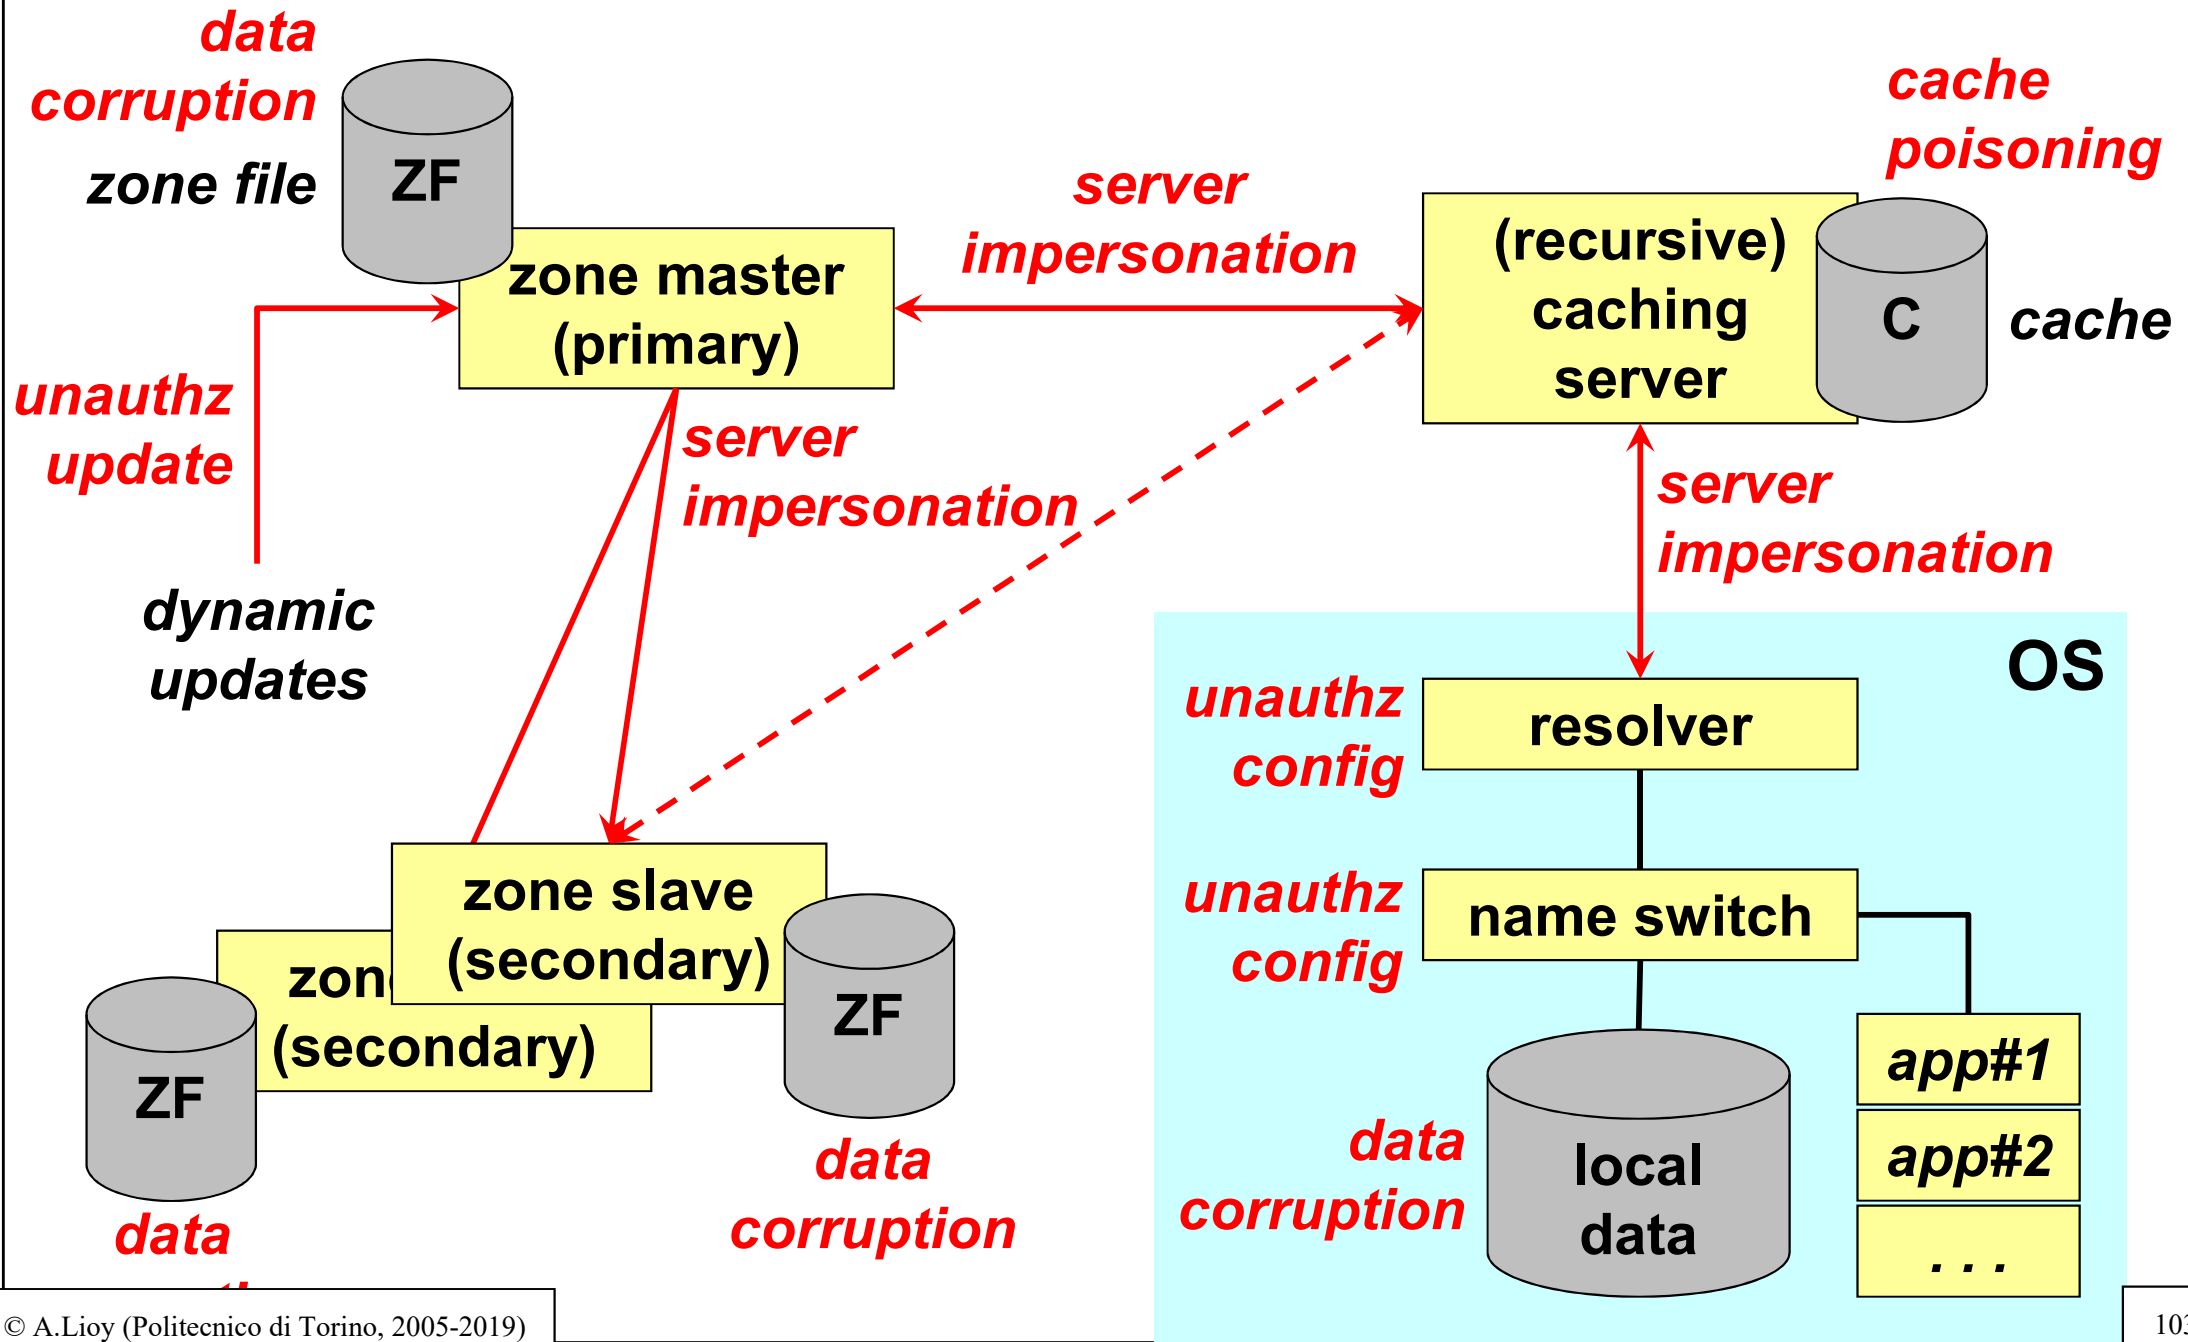 data
corruption
zone file
ZF
zone master
(primary)
server
impersonation
(recursive)
caching
server
C
cache
poisoning
cache
unauthz
update
dynamic
updates
server
impersonation
server
impersonation
OS
unauthz
config
resolver
unauthz
config
name switch
zone slave
(secondary)
ZF
data
corruption
(secondary)
ZF
data
data
corruption
local
data
app#1
app#2
. . .
© A.Lioy (Politecnico di Torino, 2005-2019)